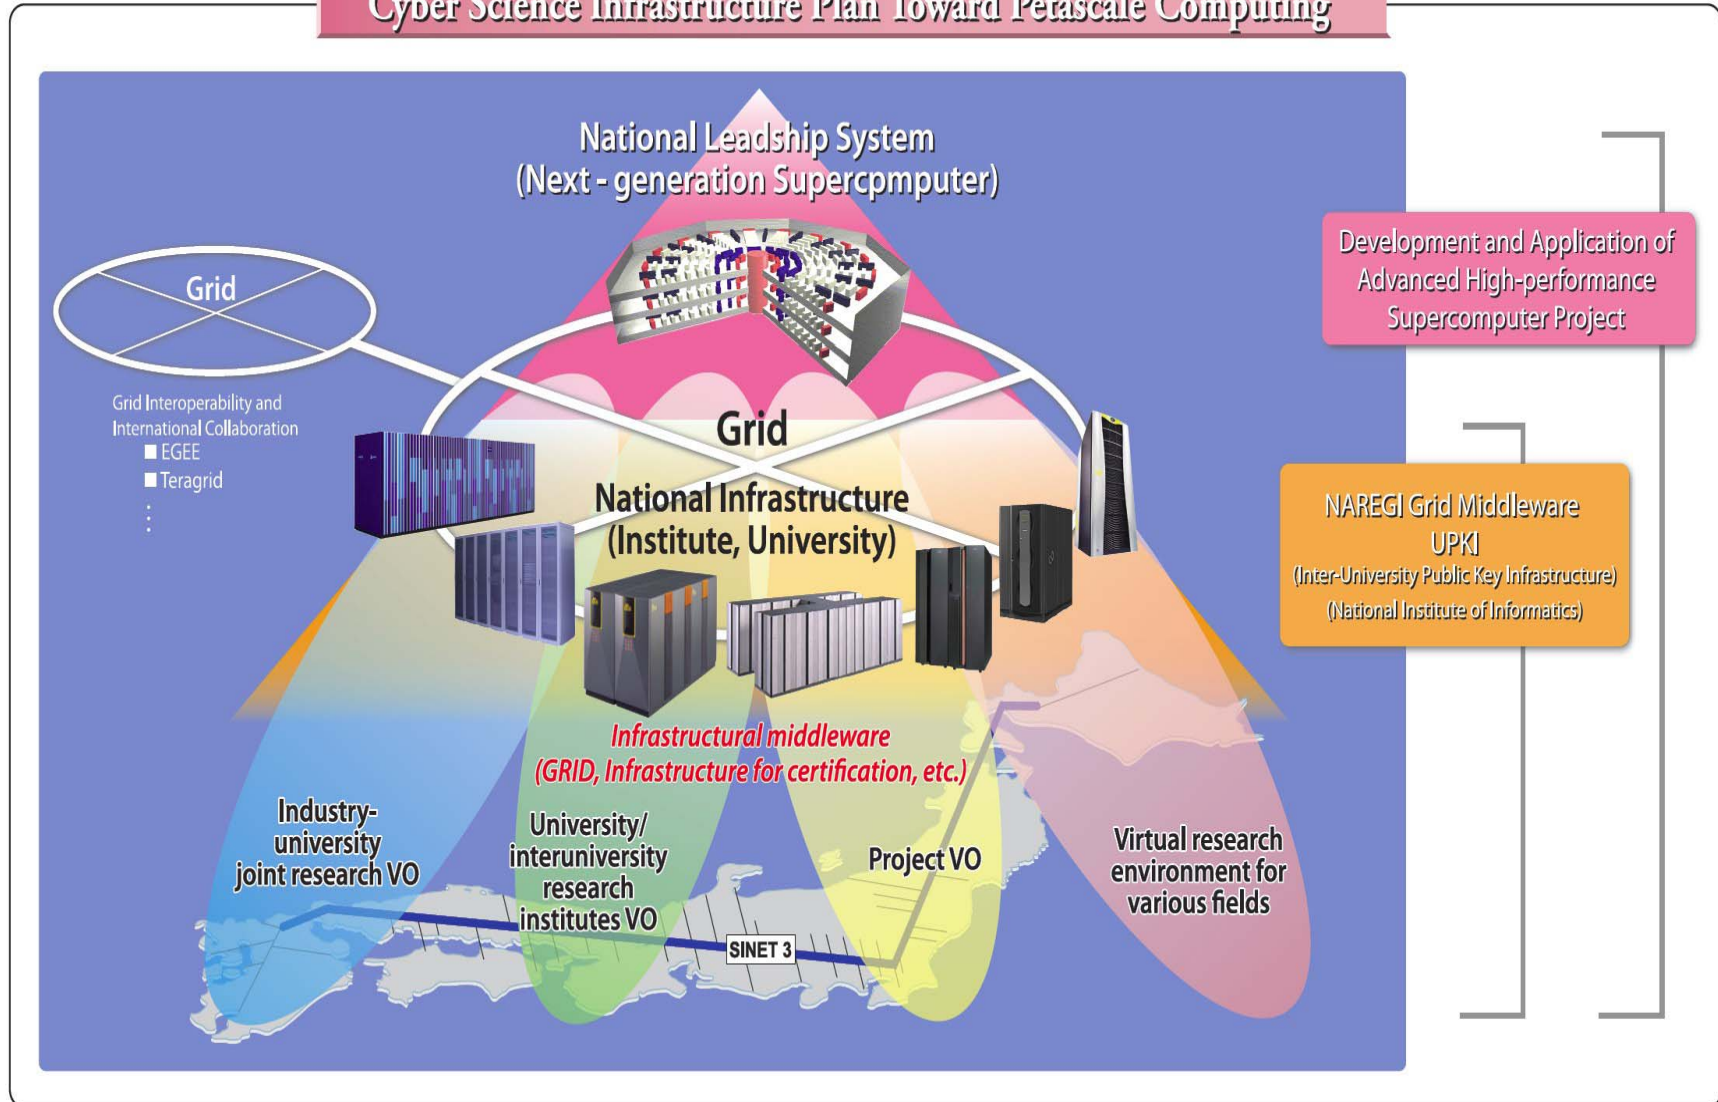 Cyber Science Infrastructure Plan Toward Petascale Computing
National Leadship System
(Next - generation Supercpmputer)
Grid
Grid Interoperability and
International Collaboration
EGEE
Teragrid
Grid
National Infrastructure
(Institute, University)
Development and Application of
Advanced High-performance
Supercomputer Project
NAREGI Grid Middleware
UPKI
(Inter-University Public Key Infrastructure)
(National Institute of Informatics)
Infrastructural middleware
(GRID, Infrastructure for certification, etc.)
Industry-
university
joint research VO
University/
interuniversity
research
institutes VO
Project VO
Virtual research
environment for
various fields
SINET 3